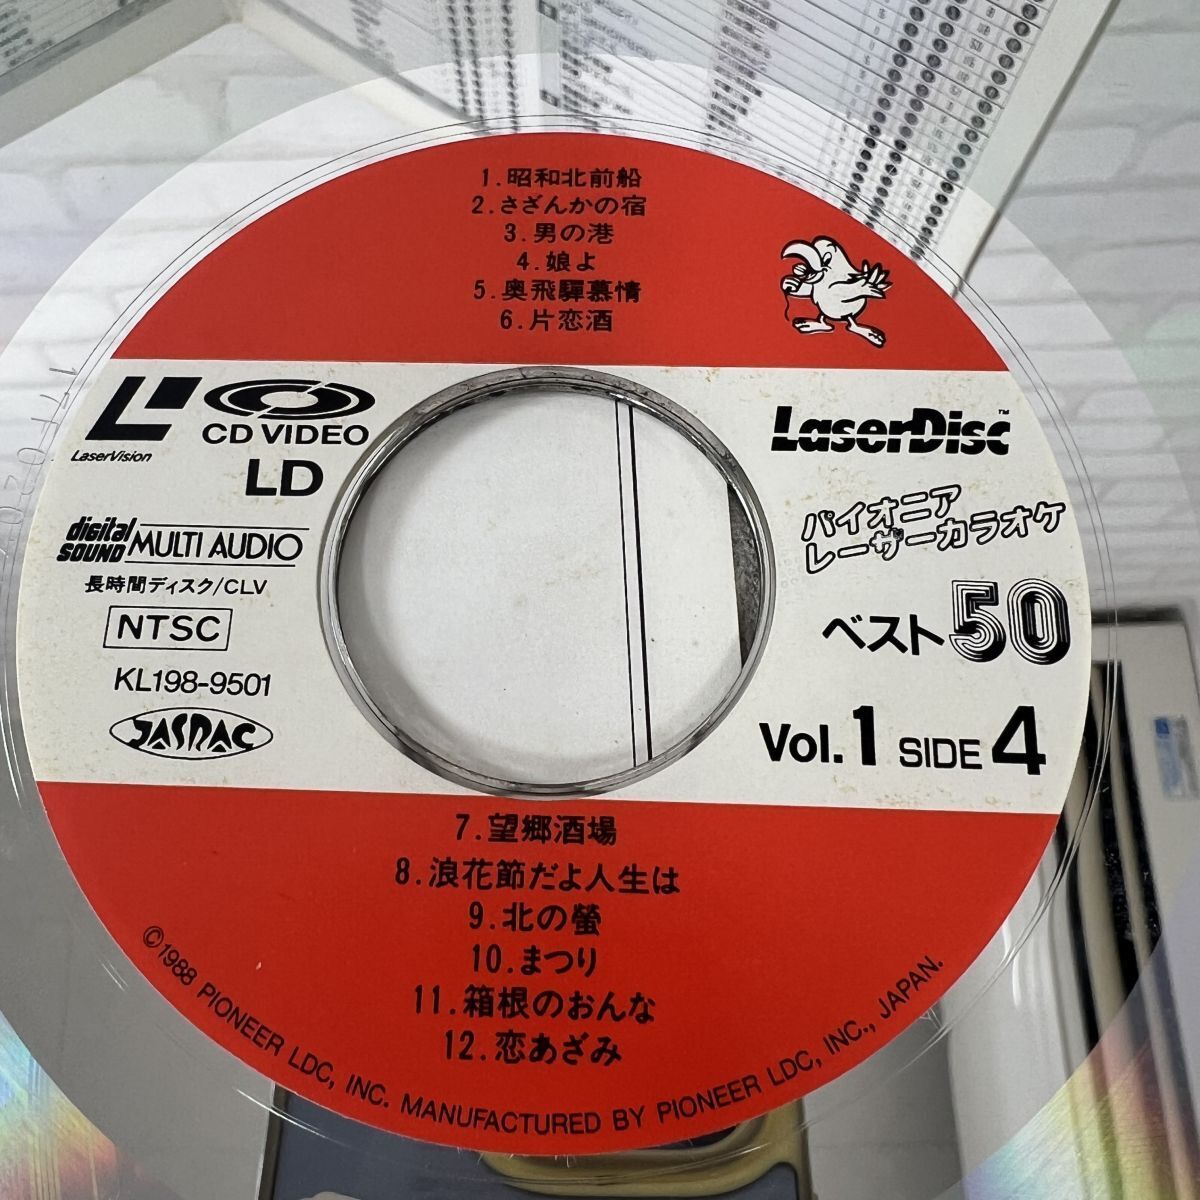 1.昭和北前船
2.さざんかの宿
3.男の港
4.娘よ
5.奥飛驒慕情
6.片恋酒
LaserVision
CD VIDEO
LD
digital SOUND MULTI AUDIO
長時間ディスク/CLV
NTSC
KL198-9501
JASRAC
LaserDisc™
パイオニア
レーザーカラオケ
ベスト50
Vol.1 SIDE 4
7.望郷酒場
8.浪花節だよ人生は
9.北の螢
10.まつり
11.箱根のおんな
12.恋あざみ
©1988 PIONEER LDC, INC. MANUFACTURED BY PIONEER LDC, INC., JAPAN.